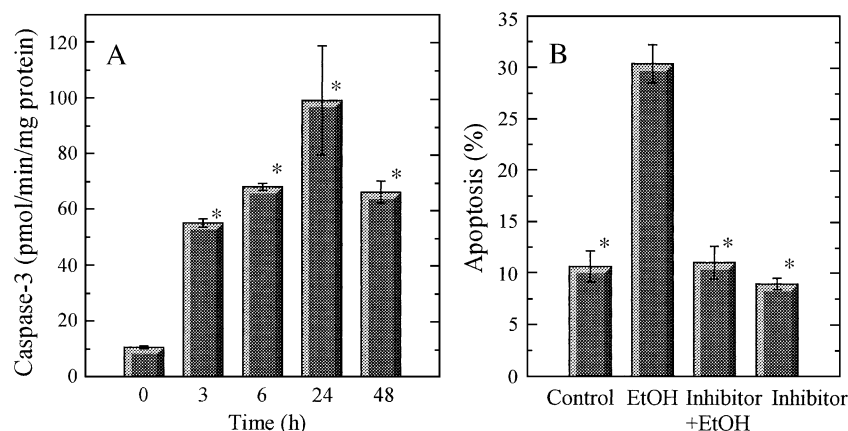 A
Caspase-3 (pmol/min/mg protein)
120
100
80
60
40
20
0
*
*
*
*
0 3 6 24 48
Time (h)
B
Apoptosis (%)
35
30
25
20
15
10
5
0
*
*
*
Control EtOH Inhibitor Inhibitor
+EtOH